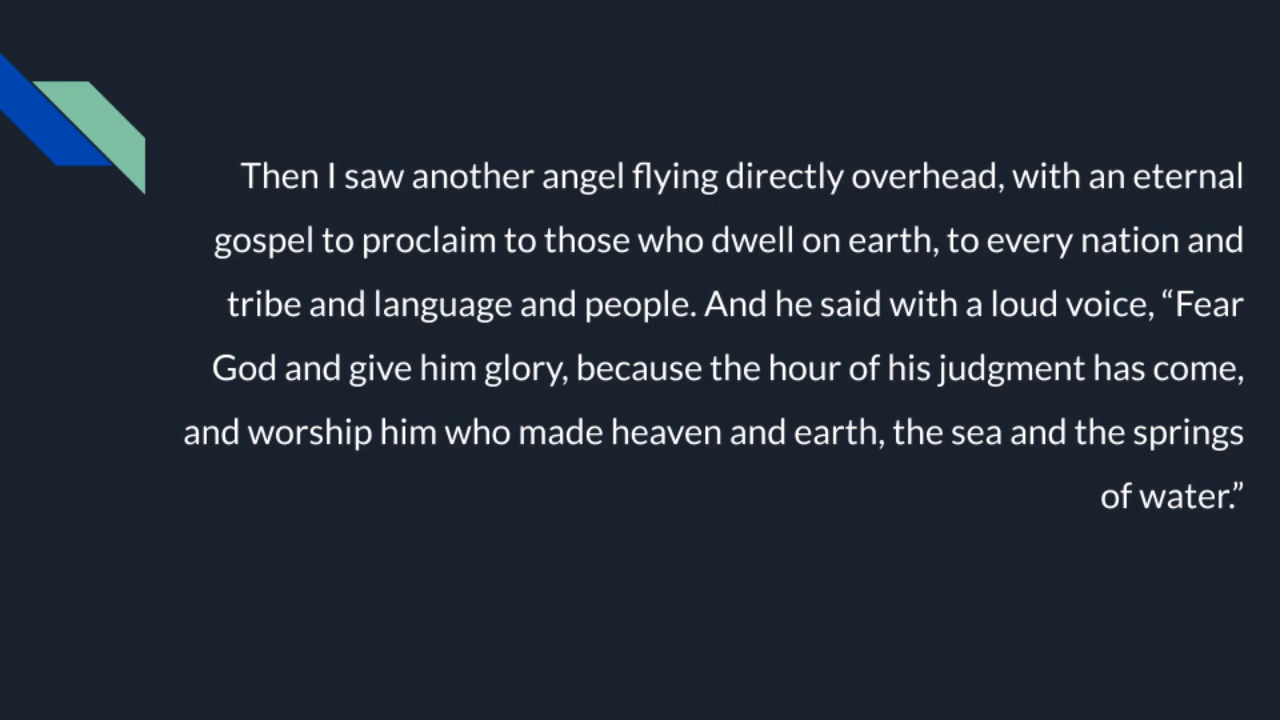 Then I saw another angel flying directly overhead, with an eternal
gospel to proclaim to those who dwell on earth, to every nation and
tribe and language and people. And he said with a loud voice, “Fear
God and give him glory, because the hour of his judgment has come,
and worship him who made heaven and earth, the sea and the springs
of water.”